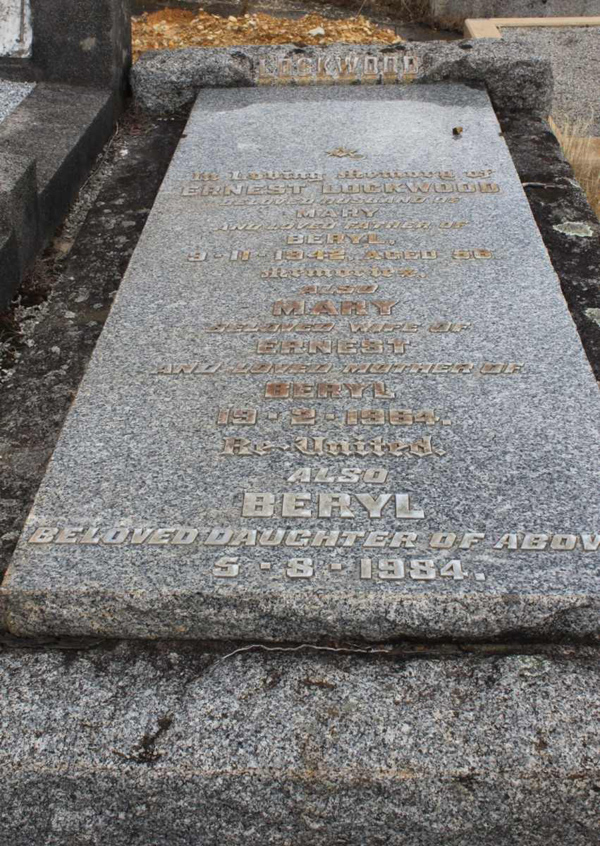 LOCKWOOD
In Loving Memory of
ERNEST LOCKWOOD
BELOVED HUSBAND OF
MARY
AND LOVED FATHER OF
BERYL,
9·11·1942, AGED
Memories.
ALSO
MARY
BELOVED WIFE OF
ERNEST
AND LOVED MOTHER OF
BERYL
19·2·1964.
Re-United.
ALSO
BERYL
BELOVED DAUGHTER OF ABOV
5·8·1984.